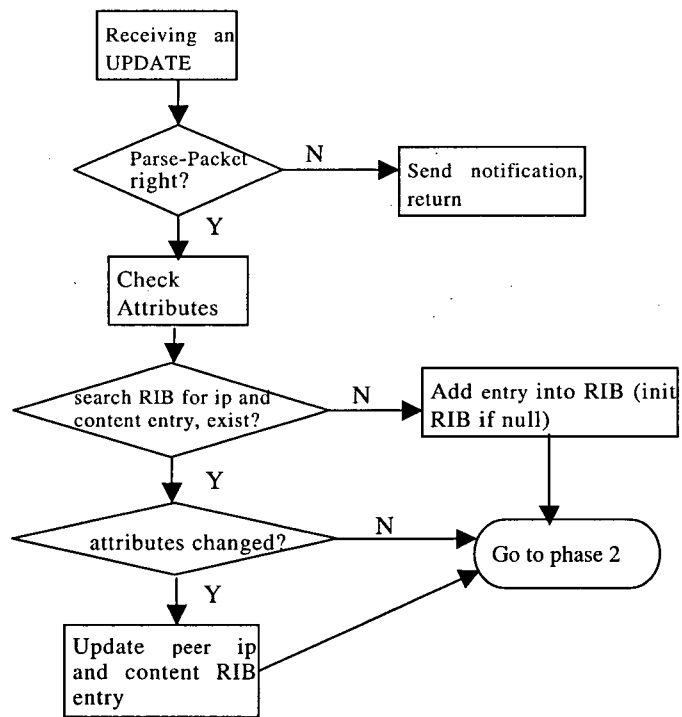 Receiving an
UPDATE
Parse-Packet
right?
N
Send notification,
return
Y
Check
Attributes
search RIB for ip and
content entry, exist?
N
Add entry into RIB (init
RIB if null)
Y
attributes changed?
N
Go to phase 2
Y
Update peer ip
and content RIB
entry